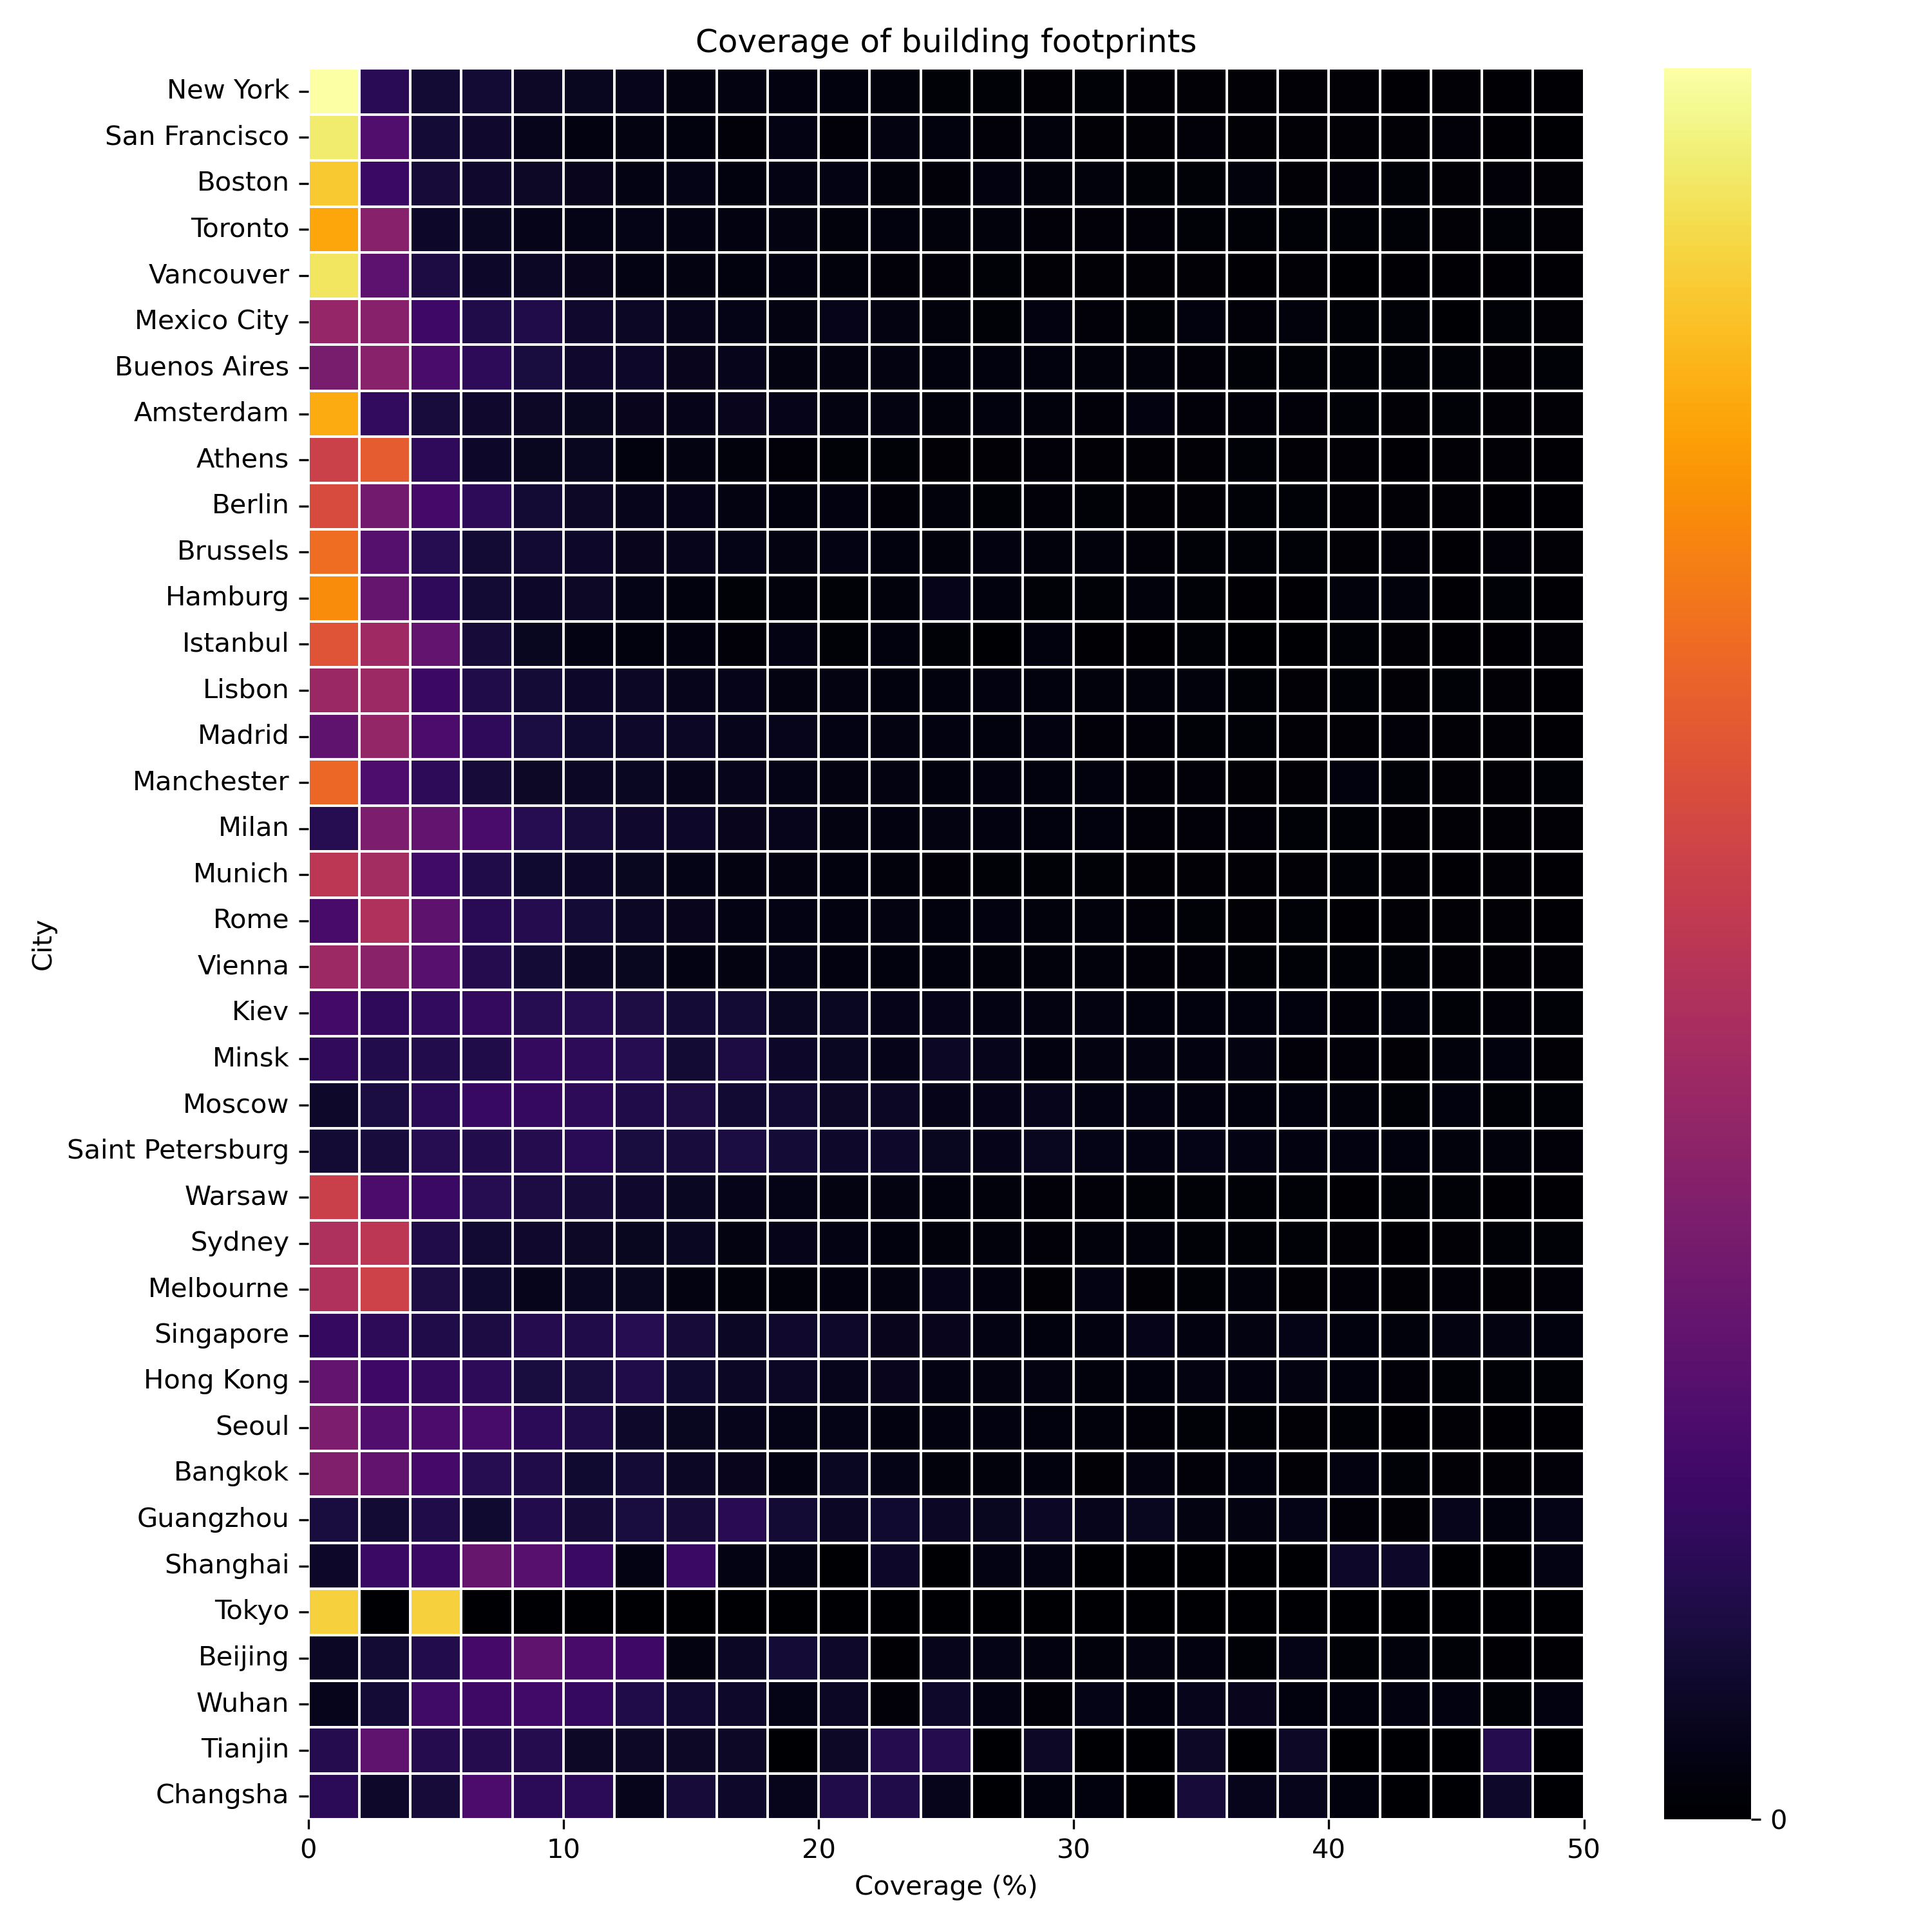 Coverage of building footprints
New York
San Francisco
Boston
Toronto
Vancouver
Mexico City
Buenos Aires
Amsterdam
Athens
Berlin
Brussels
Hamburg
Istanbul
Lisbon
Madrid
Manchester
Milan
Munich
Rome
Vienna
Kiev
Minsk
Moscow
Saint Petersburg
Warsaw
Sydney
Melbourne
Singapore
Hong Kong
Seoul
Bangkok
Guangzhou
Shanghai
Tokyo
Beijing
Wuhan
Tianjin
Changsha
City
0 10 20 30 40 50
Coverage (%)
0